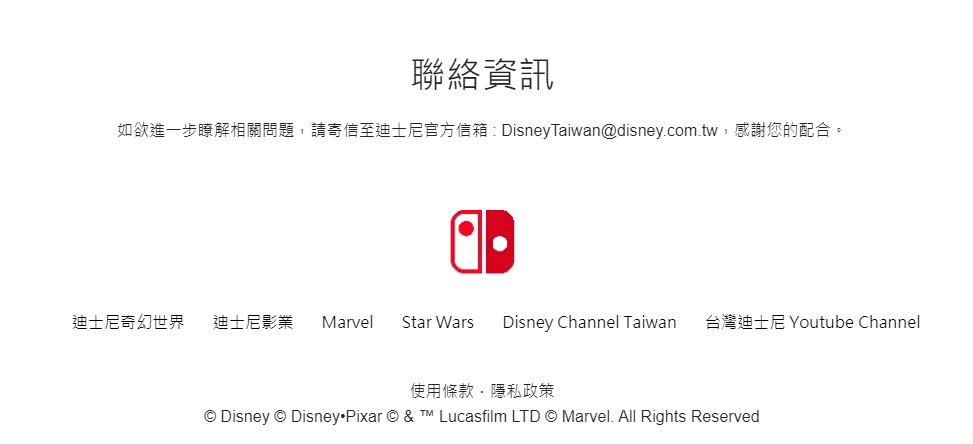 聯絡資訊
如欲進一步瞭解相關問題，請寄信至迪士尼官方信箱 : DisneyTaiwan@disney.com.tw，感謝您的配合。
迪士尼奇幻世界 迪士尼影業 Marvel Star Wars Disney Channel Taiwan 台灣迪士尼 Youtube Channel
使用條款．隱私政策
© Disney © Disney•Pixar © & ™ Lucasfilm LTD © Marvel. All Rights Reserved